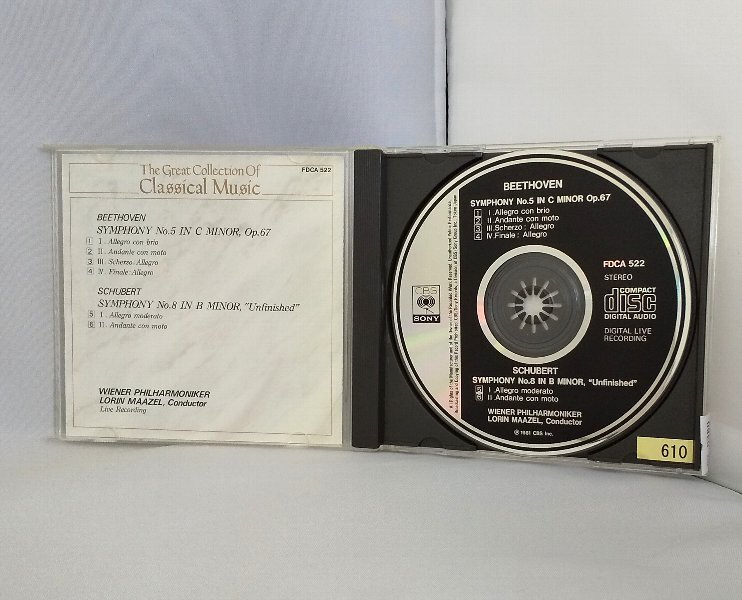 The Great Collection Of
Classical Music
FDCA 522
BEETHOVEN
SYMPHONY No.5 IN C MINOR, Op.67
1 I. Allegro con brio
2 II. Andante con moto
3 III. Scherzo: Allegro
4 IV. Finale: Allegro
SCHUBERT
SYMPHONY No.8 IN B MINOR, "Unfinished"
5 I. Allegro moderato
6 II. Andante con moto
WIENER PHILHARMONIKER
LORIN MAAZEL, Conductor
Live Recording
BEETHOVEN
SYMPHONY No.5 IN C MINOR Op.67
1 I.Allegro con brio
2 II.Andante con moto
3 III.Scherzo: Allegro
4 IV.Finale: Allegro
CBS
SONY
FDCA 522
STEREO
COMPACT
disc
DIGITAL AUDIO
DIGITAL LIVE
RECORDING
SCHUBERT
SYMPHONY No.8 IN B MINOR, "Unfinished"
5 I.Allegro moderato
6 II.Andante con moto
WIENER PHILHARMONIKER
LORIN MAAZEL, Conductor
℗ 1981 CBS Inc.
610